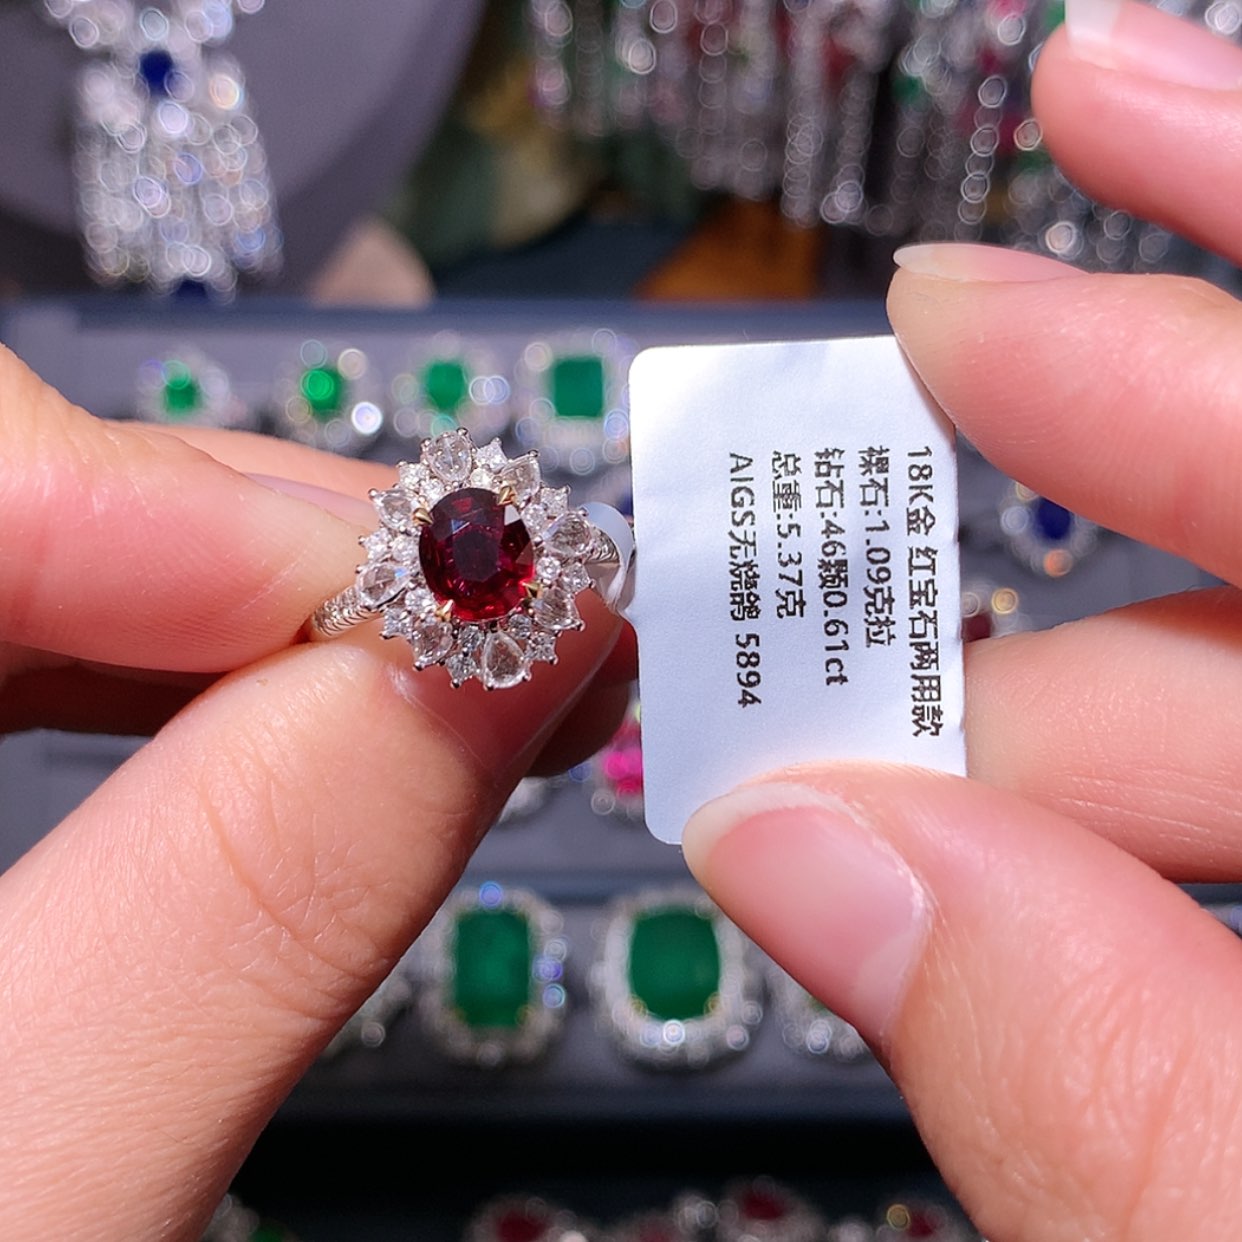 18K金 红宝石两用款
裸石:1.09克拉
钻石:46颗0.61ct
总重:5.37克
AIGS无烧鸽 5894